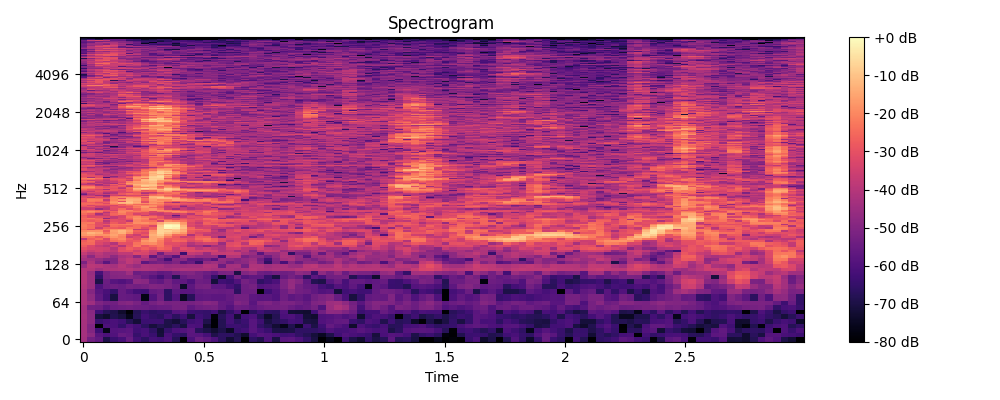 Spectrogram
Hz
4096
2048
1024
512
256
128
64
0
0
0.5
1
1.5
2
2.5
Time
+0 dB
-10 dB
-20 dB
-30 dB
-40 dB
-50 dB
-60 dB
-70 dB
-80 dB